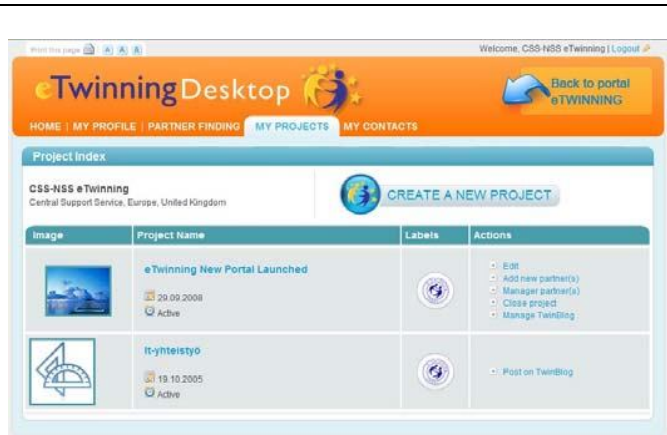 Print this page A A A
Welcome, CSS-NSS eTwinning | Logout
eTwinning Desktop
Back to portal
eTWINNING
HOME | MY PROFILE | PARTNER FINDING MY PROJECTS MY CONTACTS
Project Index
CSS-NSS eTwinning
Central Support Service, Europe, United Kingdom
CREATE A NEW PROJECT
Image Project Name Labels Actions
eTwinning New Portal Launched
29.09.2008
Active
Edit
Add new partner(s)
Manager partner(s)
Close project
Manage TwinBlog
It-yhteistyö
19.10.2005
Active
Post on TwinBlog